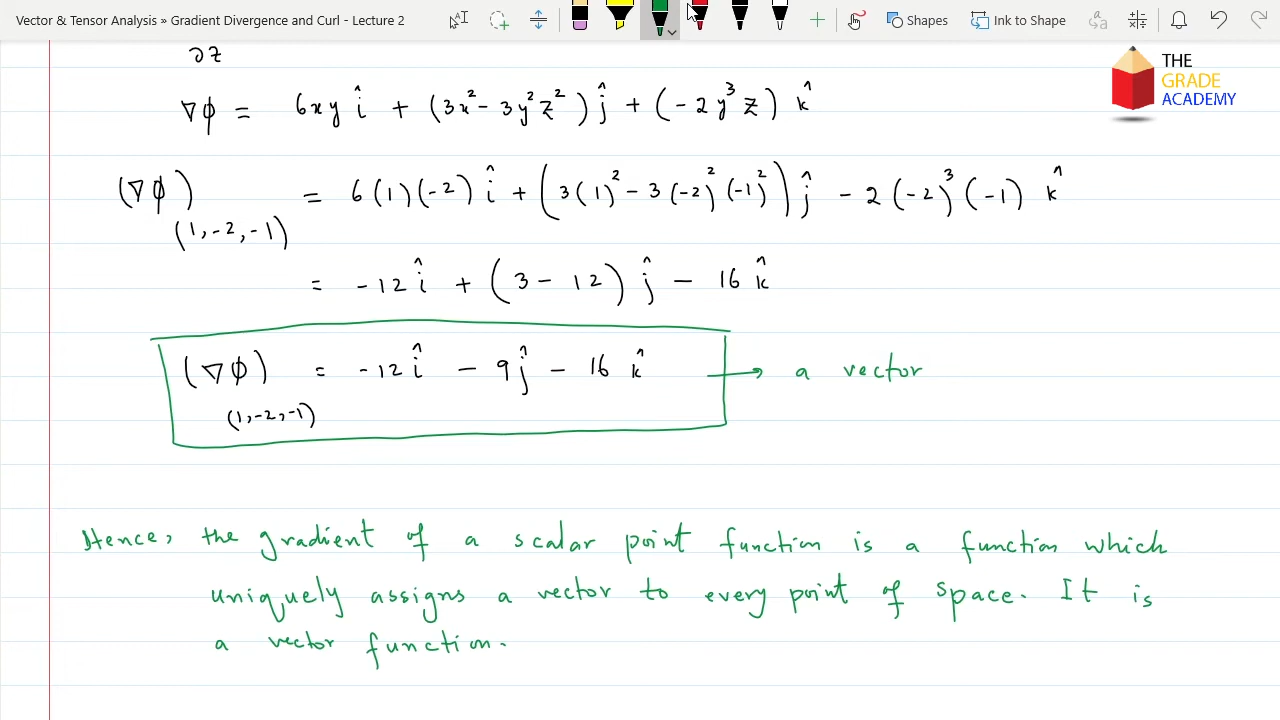 Vector & Tensor Analysis » Gradient Divergence and Curl - Lecture 2
Shapes
Ink to Shape
THE
GRADE
ACADEMY
∂z
∇ϕ = 6xy î + (3x² - 3y²z²) ĵ + (-2y³z) k̂
(∇ϕ)(1,-2,-1) = 6(1)(-2) î + (3(1)² - 3(-2)²(-1)²) ĵ - 2(-2)³(-1) k̂
= -12 î + (3 - 12) ĵ - 16 k̂
(∇ϕ)(1,-2,-1) = -12 î - 9 ĵ - 16 k̂ → a vector
Hence, the gradient of a scalar point function is a function which
uniquely assigns a vector to every point of space. It is
a vector function.